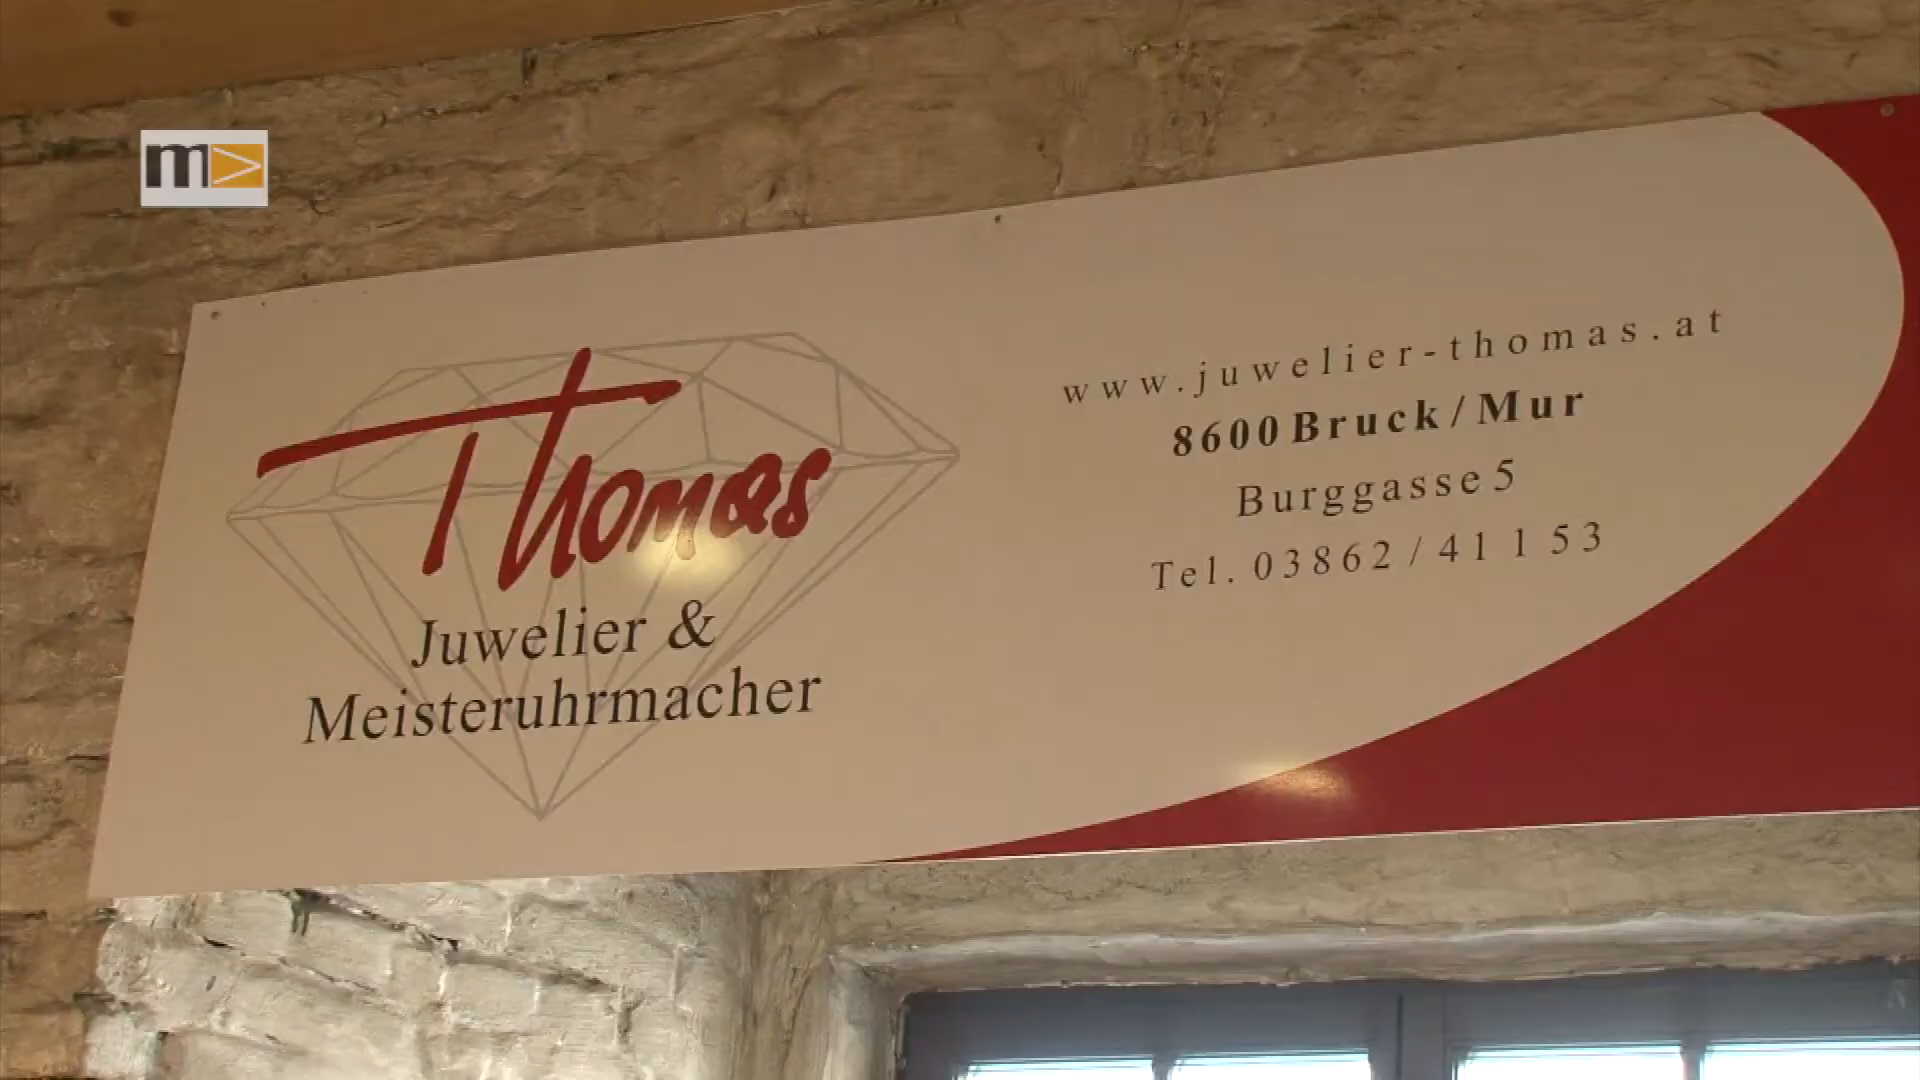 m>
Thomas
Juwelier &
Meisteruhrmacher
www.juwelier-thomas.at
8600 Bruck/Mur
Burggasse 5
Tel. 03862/41 1 53